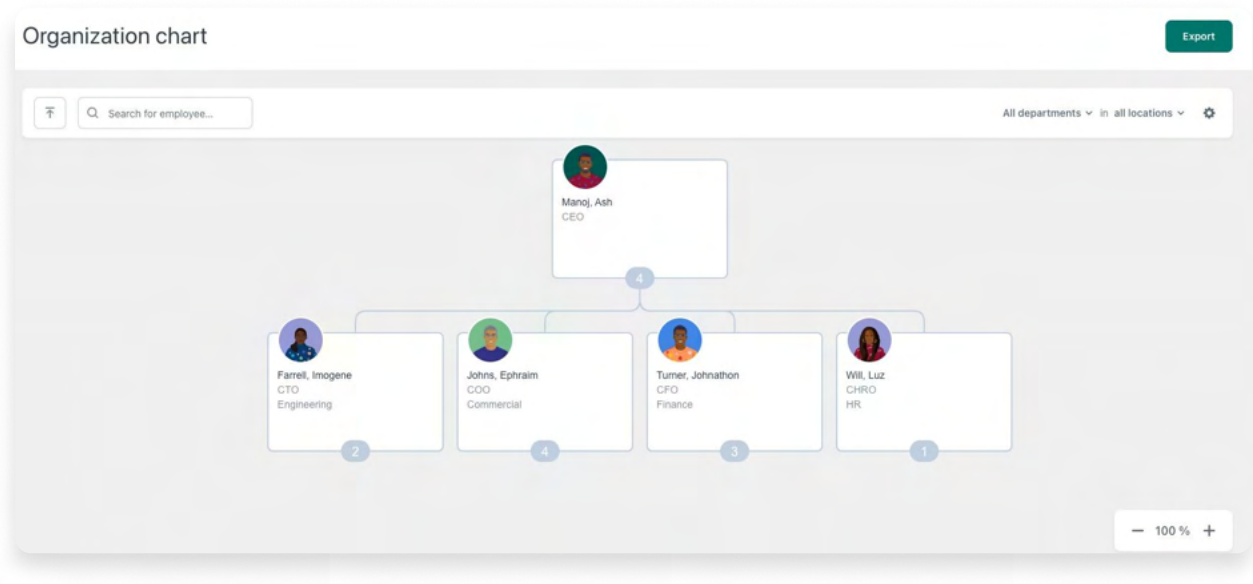 Organization chart
Export
Search for employee...
All departments in all locations
Manoj, Ash
CEO
4
Farrell, Imogene
CTO
Engineering
2
Johns, Ephraim
COO
Commercial
4
Turner, Johnathon
CFO
Finance
3
Will, Luz
CHRO
HR
1
100 %